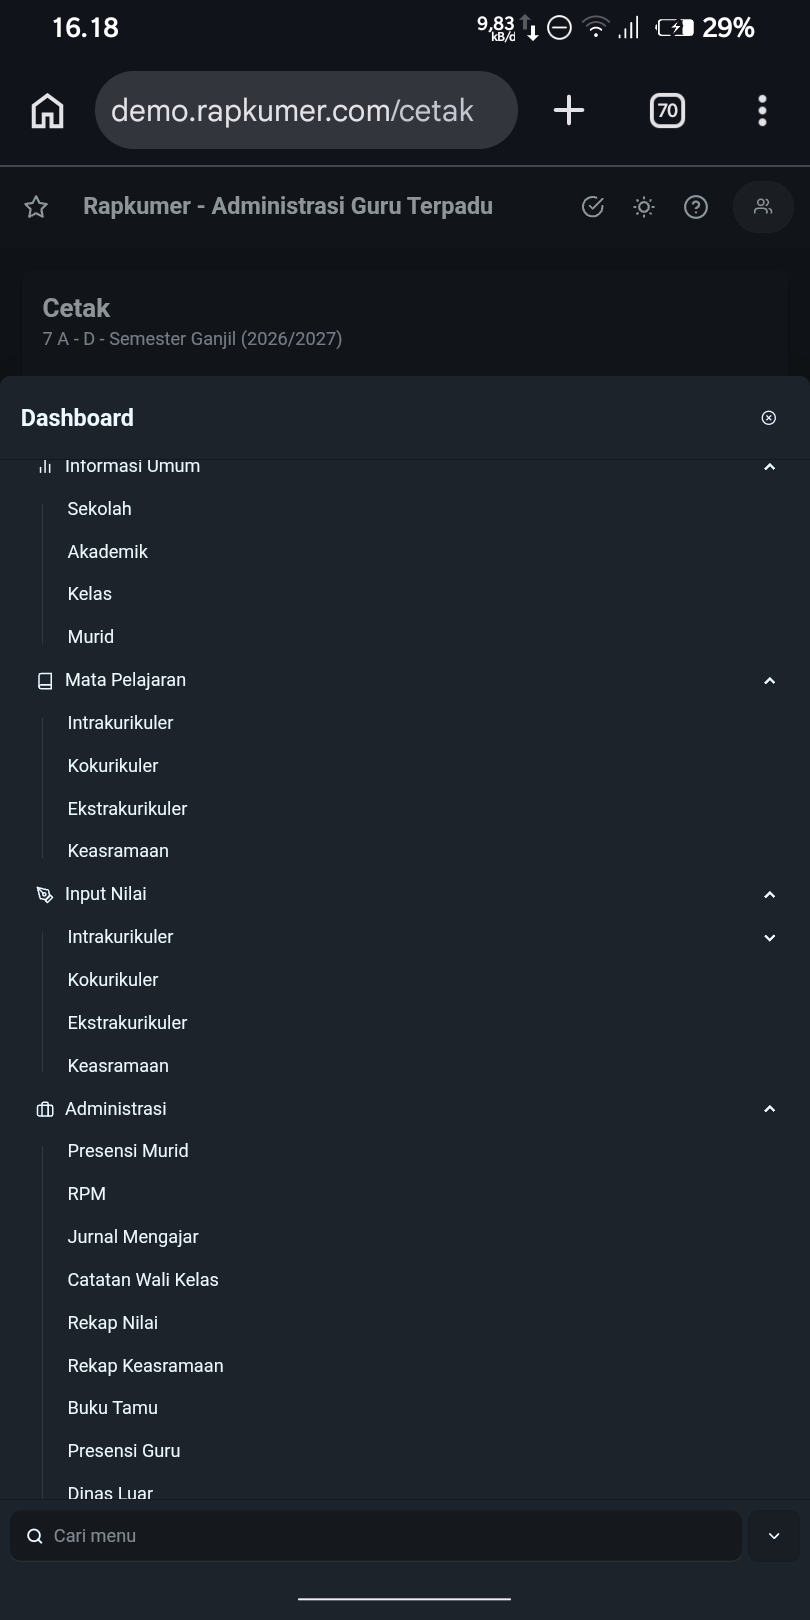 16.18
9,83 kB/d
29%
demo.rapkumer.com/cetak
70
Rapkumer - Administrasi Guru Terpadu
Cetak
7 A - D - Semester Ganjil (2026/2027)
Dashboard
Informasi Umum
Sekolah
Akademik
Kelas
Murid
Mata Pelajaran
Intrakurikuler
Kokurikuler
Ekstrakurikuler
Keasramaan
Input Nilai
Intrakurikuler
Kokurikuler
Ekstrakurikuler
Keasramaan
Administrasi
Presensi Murid
RPM
Jurnal Mengajar
Catatan Wali Kelas
Rekap Nilai
Rekap Keasramaan
Buku Tamu
Presensi Guru
Dinas Luar
Cari menu